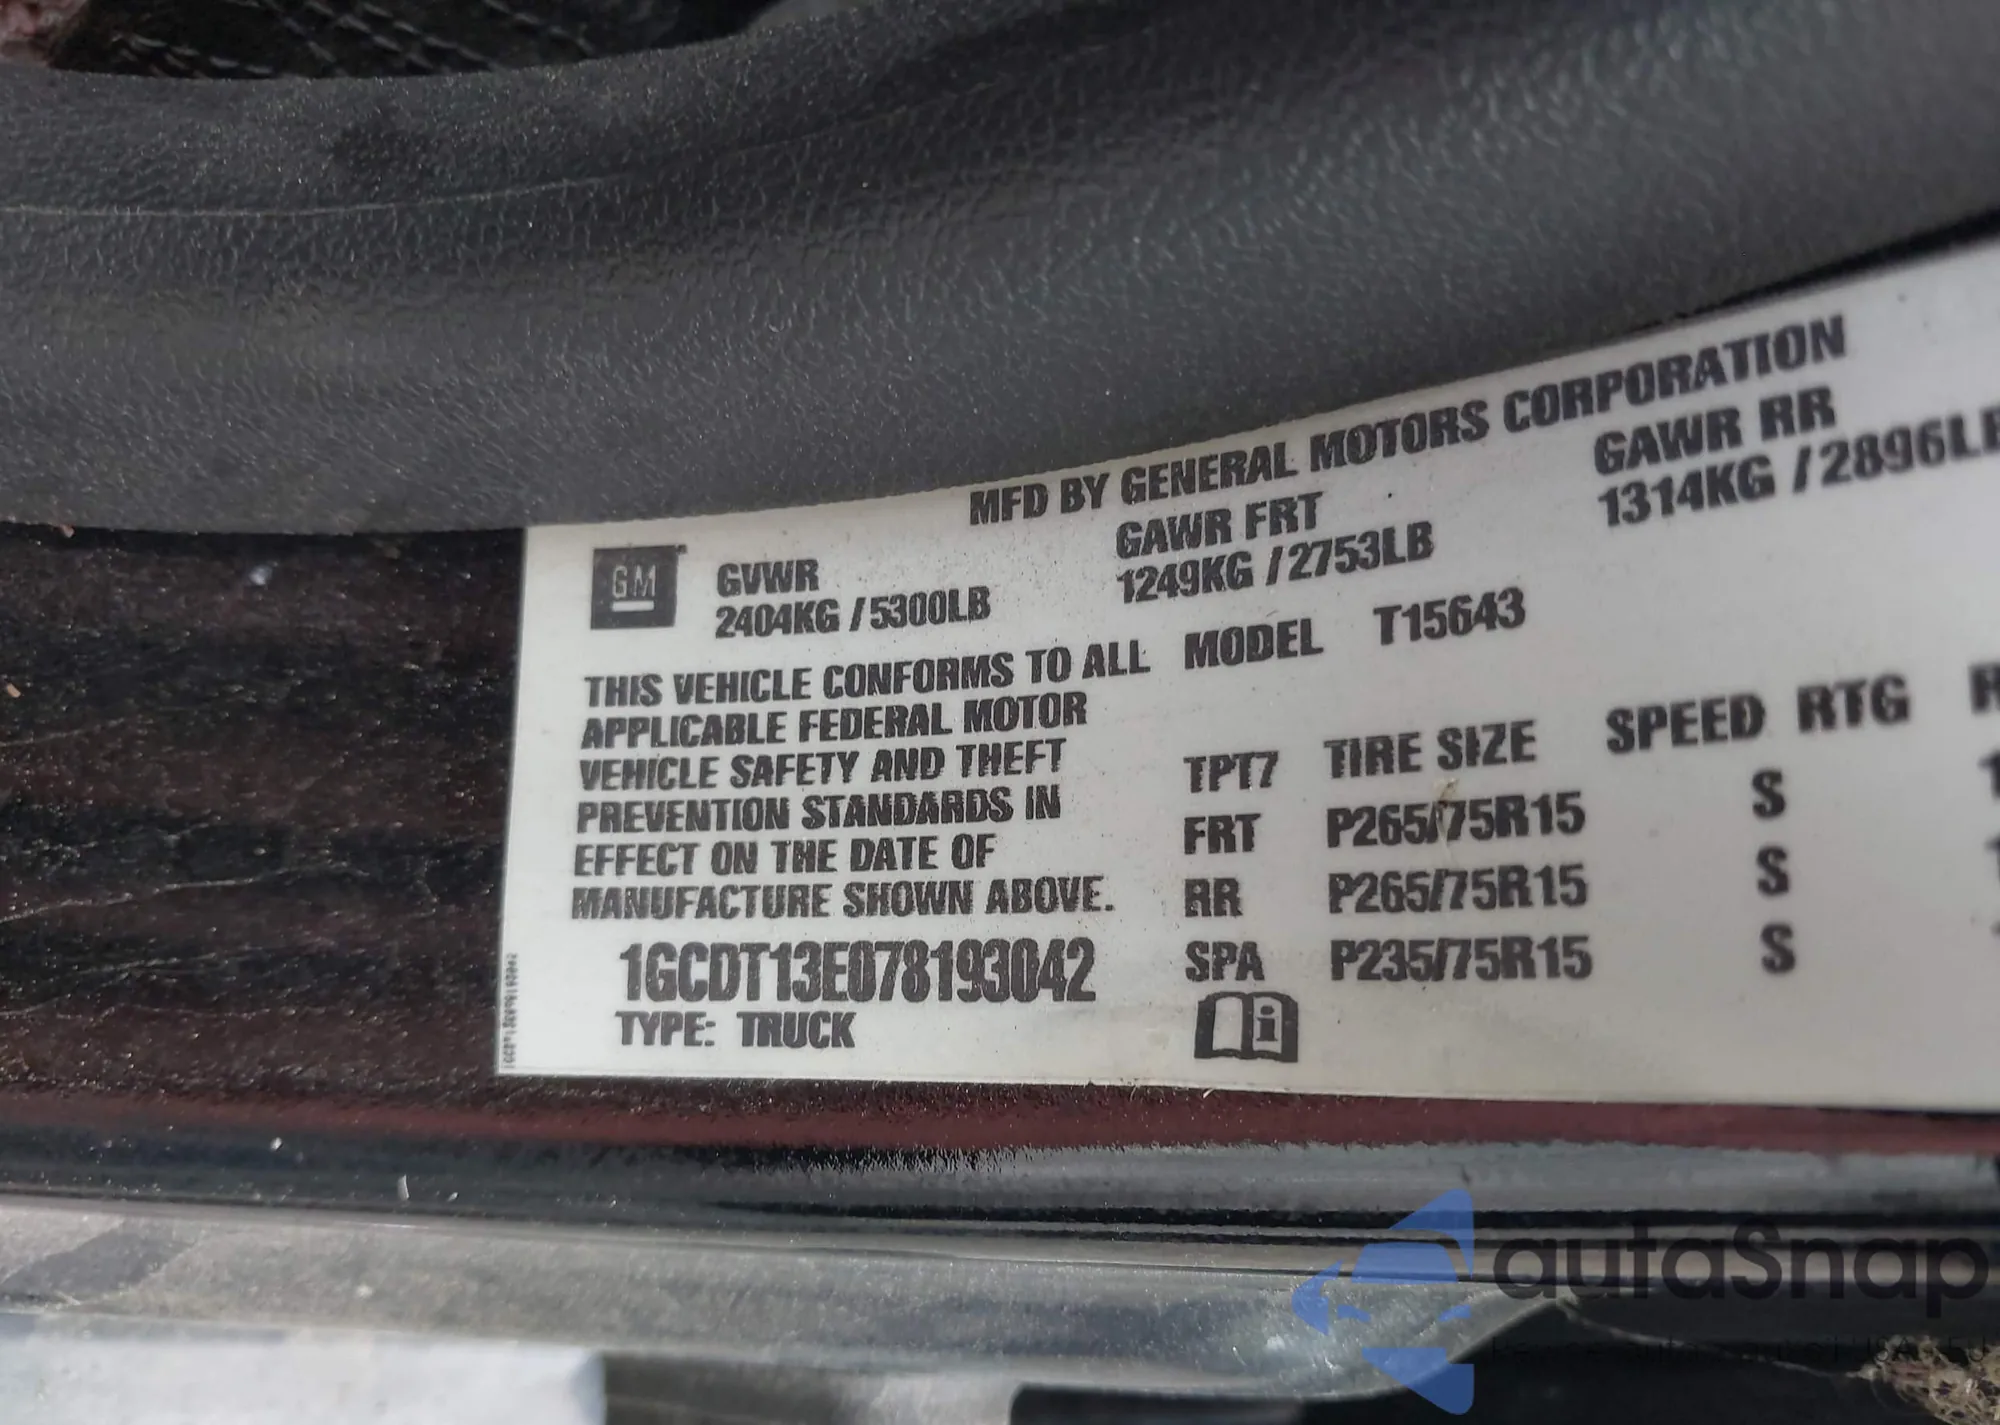 MFD BY GENERAL MOTORS CORPORATION
GM
GVWR GAWR FRT GAWR RR
2404KG /5300LB 1249KG /2753LB 1314KG /2896LB
THIS VEHICLE CONFORMS TO ALL MODEL T15643
APPLICABLE FEDERAL MOTOR
VEHICLE SAFETY AND THEFT
PREVENTION STANDARDS IN
EFFECT ON THE DATE OF
MANUFACTURE SHOWN ABOVE.
TPT7 TIRE SIZE SPEED RTG
FRT P265/75R15 S
RR P265/75R15 S
SPA P235/75R15 S
1GCDT13E078193042
TYPE: TRUCK
i
autaSnap